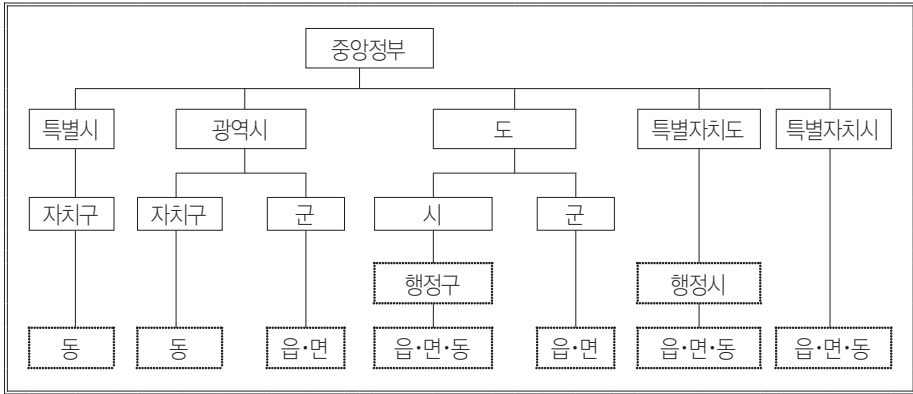 중앙정부
특별시 광역시 도 특별자치도 특별자치시
자치구 자치구 군 시 군
행정구 행정시
동 동 읍·면 읍·면·동 읍·면 읍·면·동 읍·면·동